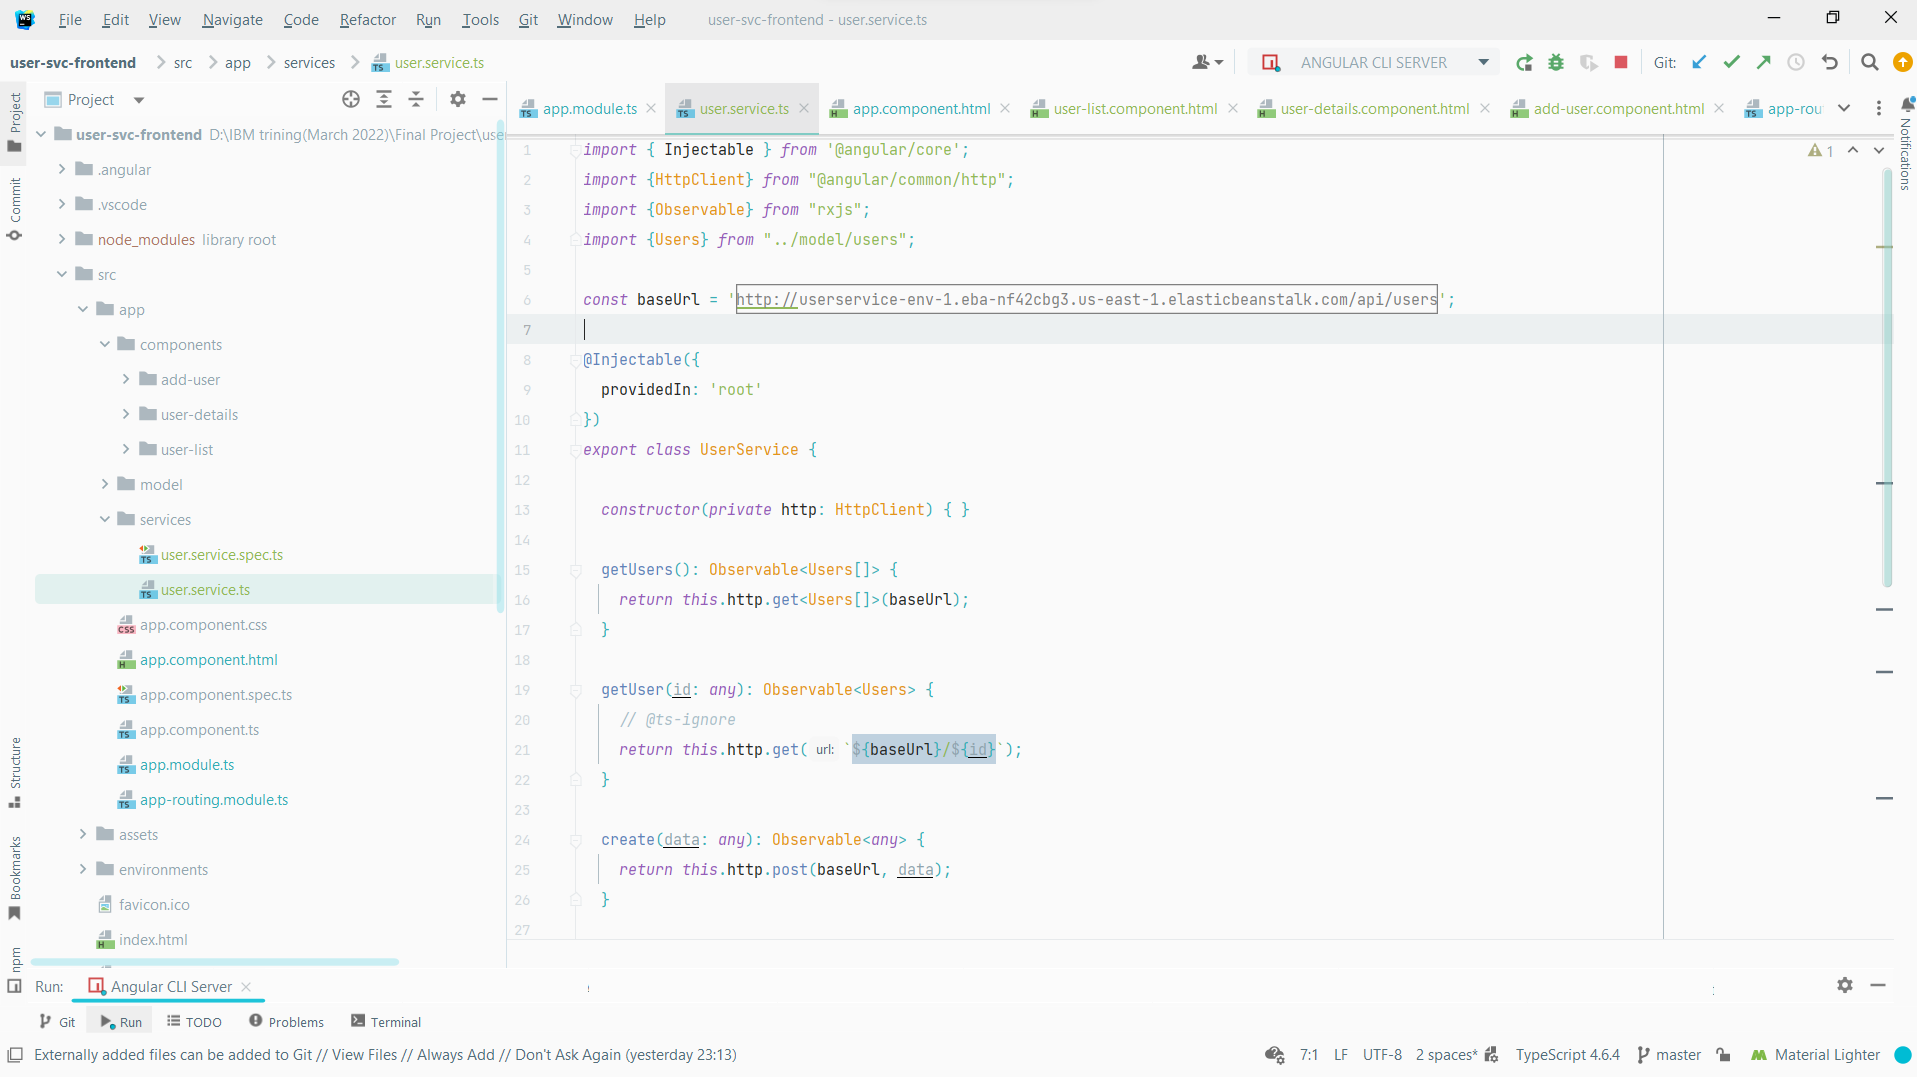 File Edit View Navigate Code Refactor Run Tools Git Window Help user-svc-frontend - user.service.ts
user-svc-frontend src app services user.service.ts ANGULAR CLI SERVER Git:
Project
app.module.ts user.service.ts app.component.html user-list.component.html user-details.component.html add-user.component.html app-rou
Project
Commit
Structure
Bookmarks
npm
Notifications
user-svc-frontend D:\IBM trining(March 2022)\Final Project\use
.angular
.vscode
node_modules library root
src
app
components
add-user
user-details
user-list
model
services
user.service.spec.ts
user.service.ts
app.component.css
app.component.html
app.component.spec.ts
app.component.ts
app.module.ts
app-routing.module.ts
assets
environments
favicon.ico
index.html
1 import { Injectable } from '@angular/core';
2 import {HttpClient} from "@angular/common/http";
3 import {Observable} from "rxjs";
4 import {Users} from "../model/users";
5
6 const baseUrl = 'http://userservice-env-1.eba-nf42cbg3.us-east-1.elasticbeanstalk.com/api/users';
7
8 @Injectable({
9 providedIn: 'root'
10 })
11 export class UserService {
12
13 constructor(private http: HttpClient) { }
14
15 getUsers(): Observable<Users[]> {
16 return this.http.get<Users[]>(baseUrl);
17 }
18
19 getUser(id: any): Observable<Users> {
20 // @ts-ignore
21 return this.http.get( url: `${baseUrl}/${id}`);
22 }
23
24 create(data: any): Observable<any> {
25 return this.http.post(baseUrl, data);
26 }
27
1
Run: Angular CLI Server
Git Run TODO Problems Terminal
Externally added files can be added to Git // View Files // Always Add // Don't Ask Again (yesterday 23:13) 7:1 LF UTF-8 2 spaces* TypeScript 4.6.4 master Material Lighter